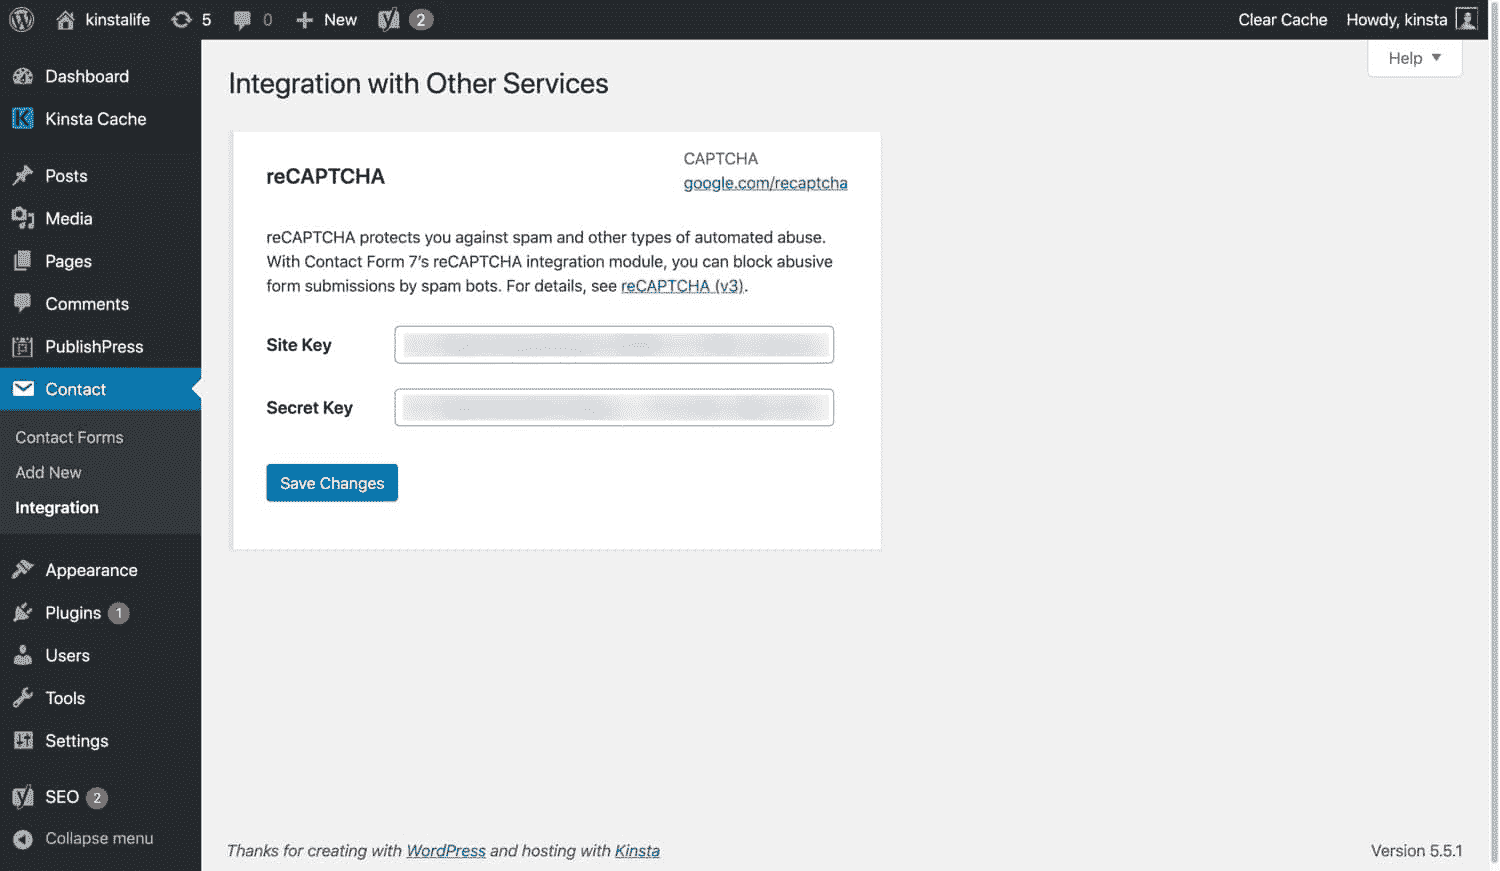 kinstalife 5 0 New 2 Clear Cache Howdy, kinsta
Help
Dashboard
Kinsta Cache
Posts
Media
Pages
Comments
PublishPress
Contact
Contact Forms
Add New
Integration
Appearance
Plugins 1
Users
Tools
Settings
SEO 2
Collapse menu
Integration with Other Services
reCAPTCHA
CAPTCHA
google.com/recaptcha
reCAPTCHA protects you against spam and other types of automated abuse.
With Contact Form 7’s reCAPTCHA integration module, you can block abusive
form submissions by spam bots. For details, see reCAPTCHA (v3).
Site Key
Secret Key
Save Changes
Thanks for creating with WordPress and hosting with Kinsta
Version 5.5.1